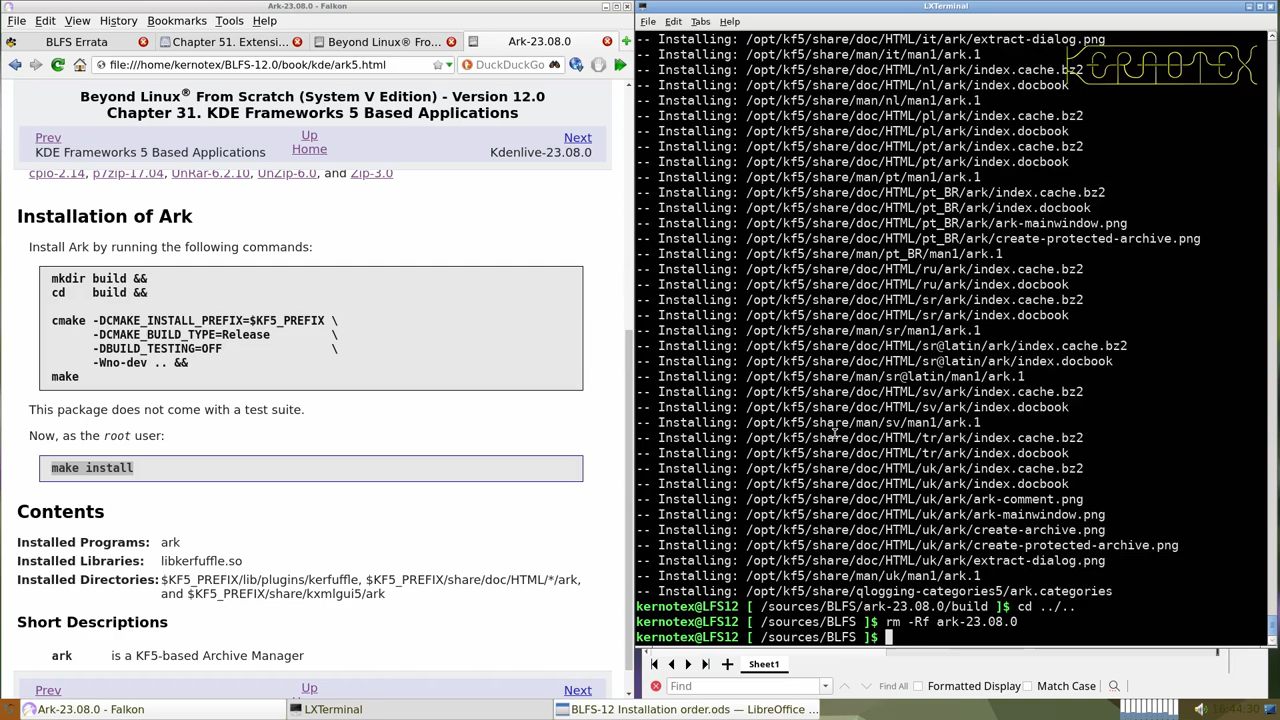 Ark-23.08.0 - Falkon
File Edit View History Bookmarks Tools Help
BLFS Errata
Chapter 51. Extensi...
Beyond Linux® Fro...
Ark-23.08.0
file:///home/kernotex/BLFS-12.0/book/kde/ark5.html
DuckDuckGo
Beyond Linux® From Scratch (System V Edition) - Version 12.0
Chapter 31. KDE Frameworks 5 Based Applications
Prev
Up
Next
KDE Frameworks 5 Based Applications
Home
Kdenlive-23.08.0
cpio-2.14, p7zip-17.04, UnRar-6.2.10, UnZip-6.0, and Zip-3.0
Installation of Ark
Install Ark by running the following commands:
mkdir build &&
cd    build &&
cmake -DCMAKE_INSTALL_PREFIX=$KF5_PREFIX \
-DCMAKE_BUILD_TYPE=Release         \
-DBUILD_TESTING=OFF                \
-Wno-dev .. &&
make
This package does not come with a test suite.
Now, as the root user:
make install
Contents
Installed Programs: ark
Installed Libraries: libkerfuffle.so
Installed Directories: $KF5_PREFIX/lib/plugins/kerfuffle, $KF5_PREFIX/share/doc/HTML/*/ark,
and $KF5_PREFIX/share/kxmlgui5/ark
Short Descriptions
ark is a KF5-based Archive Manager
Prev
Up
Next
LXTerminal
File Edit Tabs Help
KERNOTEX
-- Installing: /opt/kf5/share/doc/HTML/it/ark/extract-dialog.png
-- Installing: /opt/kf5/share/man/it/man1/ark.1
-- Installing: /opt/kf5/share/doc/HTML/nl/ark/index.cache.bz2
-- Installing: /opt/kf5/share/doc/HTML/nl/ark/index.docbook
-- Installing: /opt/kf5/share/man/nl/man1/ark.1
-- Installing: /opt/kf5/share/doc/HTML/pl/ark/index.cache.bz2
-- Installing: /opt/kf5/share/doc/HTML/pl/ark/index.docbook
-- Installing: /opt/kf5/share/doc/HTML/pt/ark/index.cache.bz2
-- Installing: /opt/kf5/share/doc/HTML/pt/ark/index.docbook
-- Installing: /opt/kf5/share/man/pt/man1/ark.1
-- Installing: /opt/kf5/share/doc/HTML/pt_BR/ark/index.cache.bz2
-- Installing: /opt/kf5/share/doc/HTML/pt_BR/ark/index.docbook
-- Installing: /opt/kf5/share/doc/HTML/pt_BR/ark/ark-mainwindow.png
-- Installing: /opt/kf5/share/doc/HTML/pt_BR/ark/create-protected-archive.png
-- Installing: /opt/kf5/share/man/pt_BR/man1/ark.1
-- Installing: /opt/kf5/share/doc/HTML/ru/ark/index.cache.bz2
-- Installing: /opt/kf5/share/doc/HTML/ru/ark/index.docbook
-- Installing: /opt/kf5/share/doc/HTML/sr/ark/index.cache.bz2
-- Installing: /opt/kf5/share/doc/HTML/sr/ark/index.docbook
-- Installing: /opt/kf5/share/man/sr/man1/ark.1
-- Installing: /opt/kf5/share/doc/HTML/sr@latin/ark/index.cache.bz2
-- Installing: /opt/kf5/share/doc/HTML/sr@latin/ark/index.docbook
-- Installing: /opt/kf5/share/man/sr@latin/man1/ark.1
-- Installing: /opt/kf5/share/doc/HTML/sv/ark/index.cache.bz2
-- Installing: /opt/kf5/share/doc/HTML/sv/ark/index.docbook
-- Installing: /opt/kf5/share/man/sv/man1/ark.1
-- Installing: /opt/kf5/share/doc/HTML/tr/ark/index.cache.bz2
-- Installing: /opt/kf5/share/doc/HTML/tr/ark/index.docbook
-- Installing: /opt/kf5/share/doc/HTML/uk/ark/index.cache.bz2
-- Installing: /opt/kf5/share/doc/HTML/uk/ark/index.docbook
-- Installing: /opt/kf5/share/doc/HTML/uk/ark/ark-comment.png
-- Installing: /opt/kf5/share/doc/HTML/uk/ark/ark-mainwindow.png
-- Installing: /opt/kf5/share/doc/HTML/uk/ark/create-archive.png
-- Installing: /opt/kf5/share/doc/HTML/uk/ark/create-protected-archive.png
-- Installing: /opt/kf5/share/doc/HTML/uk/ark/extract-dialog.png
-- Installing: /opt/kf5/share/man/uk/man1/ark.1
-- Installing: /opt/kf5/share/qlogging-categories5/ark.categories
kernotex@LFS12 [ /sources/BLFS/ark-23.08.0/build ]$ cd ../..
kernotex@LFS12 [ /sources/BLFS ]$ rm -Rf ark-23.08.0
kernotex@LFS12 [ /sources/BLFS ]$
Sheet1
Find
Find All
Formatted Display
Match Case
Ark-23.08.0 - Falkon
LXTerminal
BLFS-12 Installation order.ods — LibreOffice ...
16:44:30